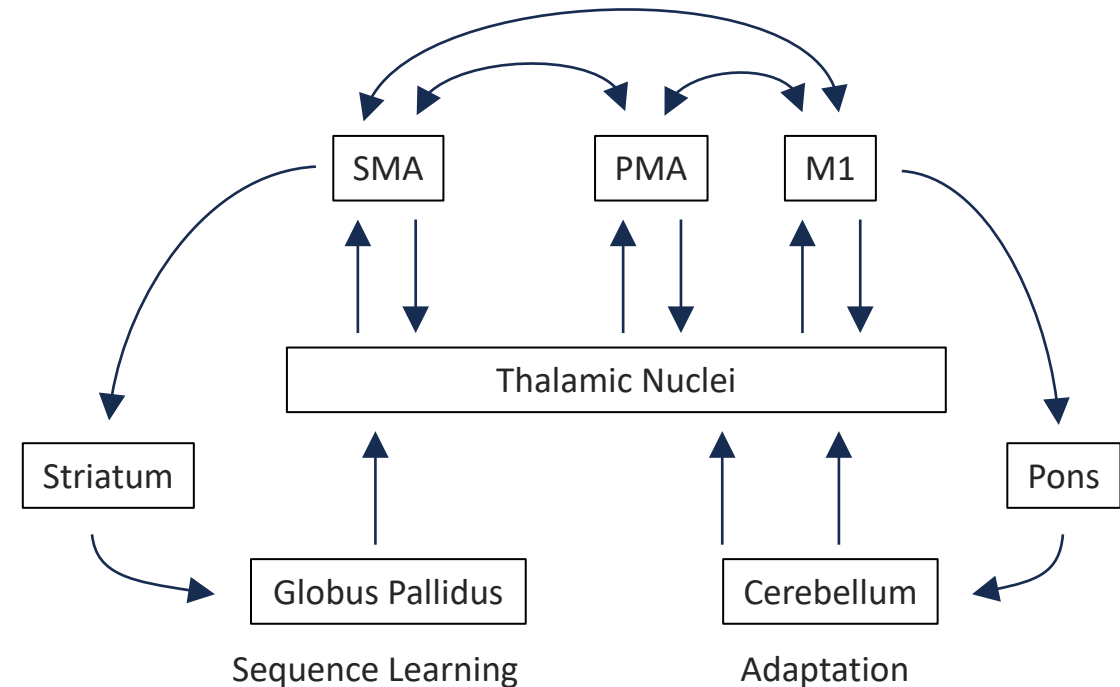 SMA
PMA
M1
Thalamic Nuclei
Striatum
Pons
Globus Pallidus
Cerebellum
Sequence Learning
Adaptation